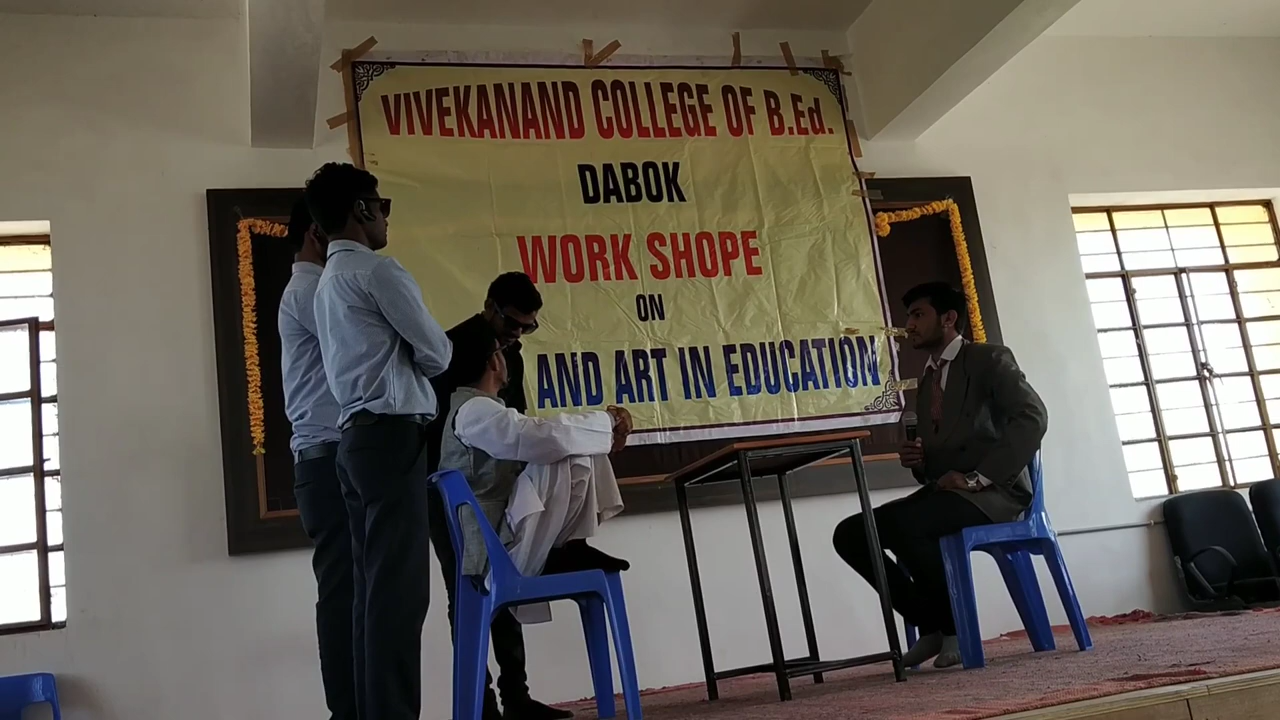 VIVEKANAND COLLEGE OF B.Ed.
DABOK
WORK SHOPE
ON
AND ART IN EDUCATION